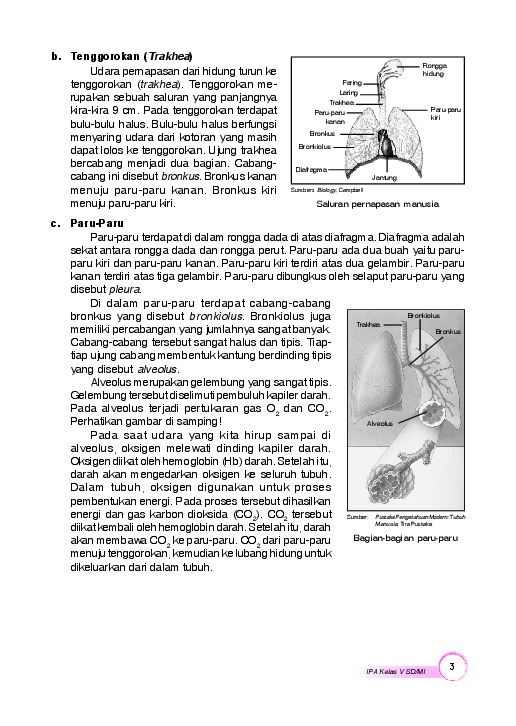 b. Tenggorokan (Trakhea)
Udara pernapasan dari hidung turun ke
tenggorokan (trakhea). Tenggorokan me-
rupakan sebuah saluran yang panjangnya
kira-kira 9 cm. Pada tenggorokan terdapat
bulu-bulu halus. Bulu-bulu halus berfungsi
menyaring udara dari kotoran yang masih
dapat lolos ke tenggorokan. Ujung trakhea
bercabang menjadi dua bagian. Cabang-
cabang ini disebut bronkus. Bronkus kanan
menuju paru-paru kanan. Bronkus kiri
menuju paru-paru kiri.
Rongga
hidung
Faring
Laring
Trakhea
Paru-paru
kanan
Paru-paru
kiri
Bronkus
Bronkiolus
Diafragma
Jantung
Sumber: Biology, Campbell
Saluran pernapasan manusia
c. Paru-Paru
Paru-paru terdapat di dalam rongga dada di atas diafragma. Diafragma adalah
sekat antara rongga dada dan rongga perut. Paru-paru ada dua buah yaitu paru-
paru kiri dan paru-paru kanan. Paru-paru kiri terdiri atas dua gelambir. Paru-paru
kanan terdiri atas tiga gelambir. Paru-paru dibungkus oleh selaput paru-paru yang
disebut pleura.
Di dalam paru-paru terdapat cabang-cabang
bronkus yang disebut bronkiolus. Bronkiolus juga
memiliki percabangan yang jumlahnya sangat banyak.
Cabang-cabang tersebut sangat halus dan tipis. Tiap-
tiap ujung cabang membentuk kantung berdinding tipis
yang disebut alveolus.
Alveolus merupakan gelembung yang sangat tipis.
Gelembung tersebut diselimuti pembuluh kapiler darah.
Pada alveolus terjadi pertukaran gas O2 dan CO2.
Perhatikan gambar di samping!
Pada saat udara yang kita hirup sampai di
alveolus, oksigen melewati dinding kapiler darah.
Oksigen diikat oleh hemoglobin (Hb) darah. Setelah itu,
darah akan mengedarkan oksigen ke seluruh tubuh.
Dalam tubuh, oksigen digunakan untuk proses
pembentukan energi. Pada proses tersebut dihasilkan
energi dan gas karbon dioksida (CO2). CO2 tersebut
diikat kembali oleh hemoglobin darah. Setelah itu, darah
akan membawa CO2 ke paru-paru. CO2 dari paru-paru
menuju tenggorokan, kemudian ke lubang hidung untuk
dikeluarkan dari dalam tubuh.
Bronkiolus
Trakhea
Bronkus
Alveolus
Sumber: Pustaka Pengetahuan Modern: Tubuh
Manusia, Tira Pustaka
Bagian-bagian paru-paru
IPA Kelas V SD/MI
3